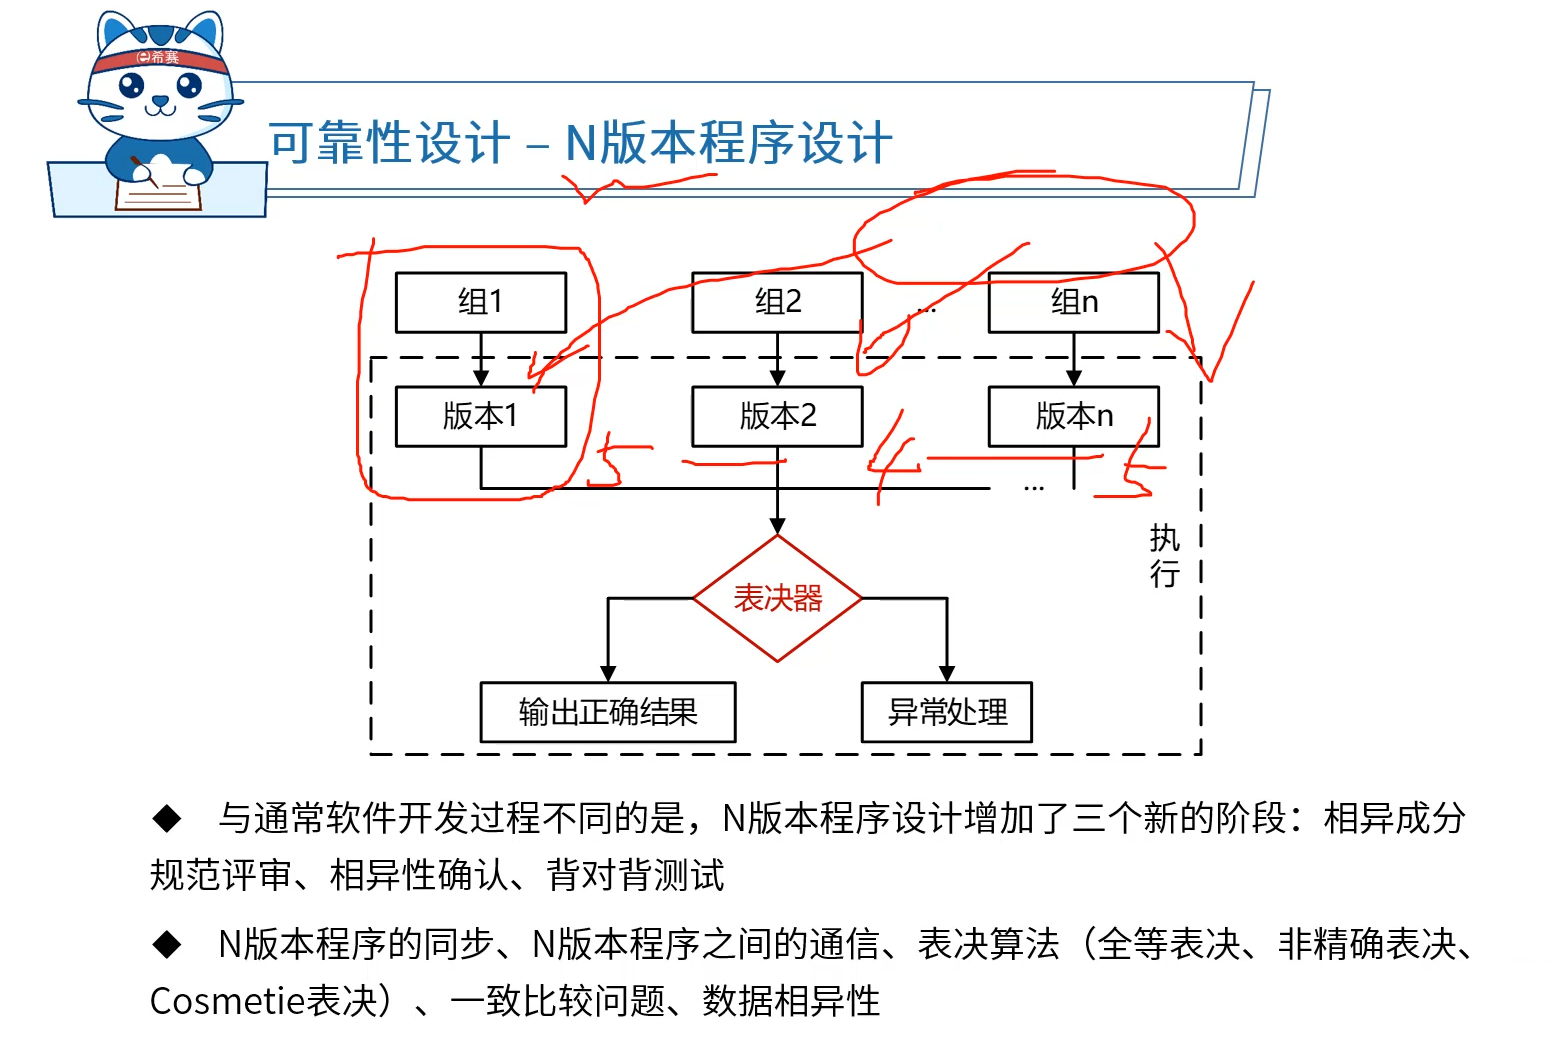 e希赛
可靠性设计 – N版本程序设计
组1
组2
...
组n
版本1
版本2
版本n
5
4
5
...
执
行
表决器
输出正确结果
异常处理
◆ 与通常软件开发过程不同的是，N版本程序设计增加了三个新的阶段：相异成分
规范评审、相异性确认、背对背测试
◆ N版本程序的同步、N版本程序之间的通信、表决算法（全等表决、非精确表决、
Cosmetie表决）、一致比较问题、数据相异性